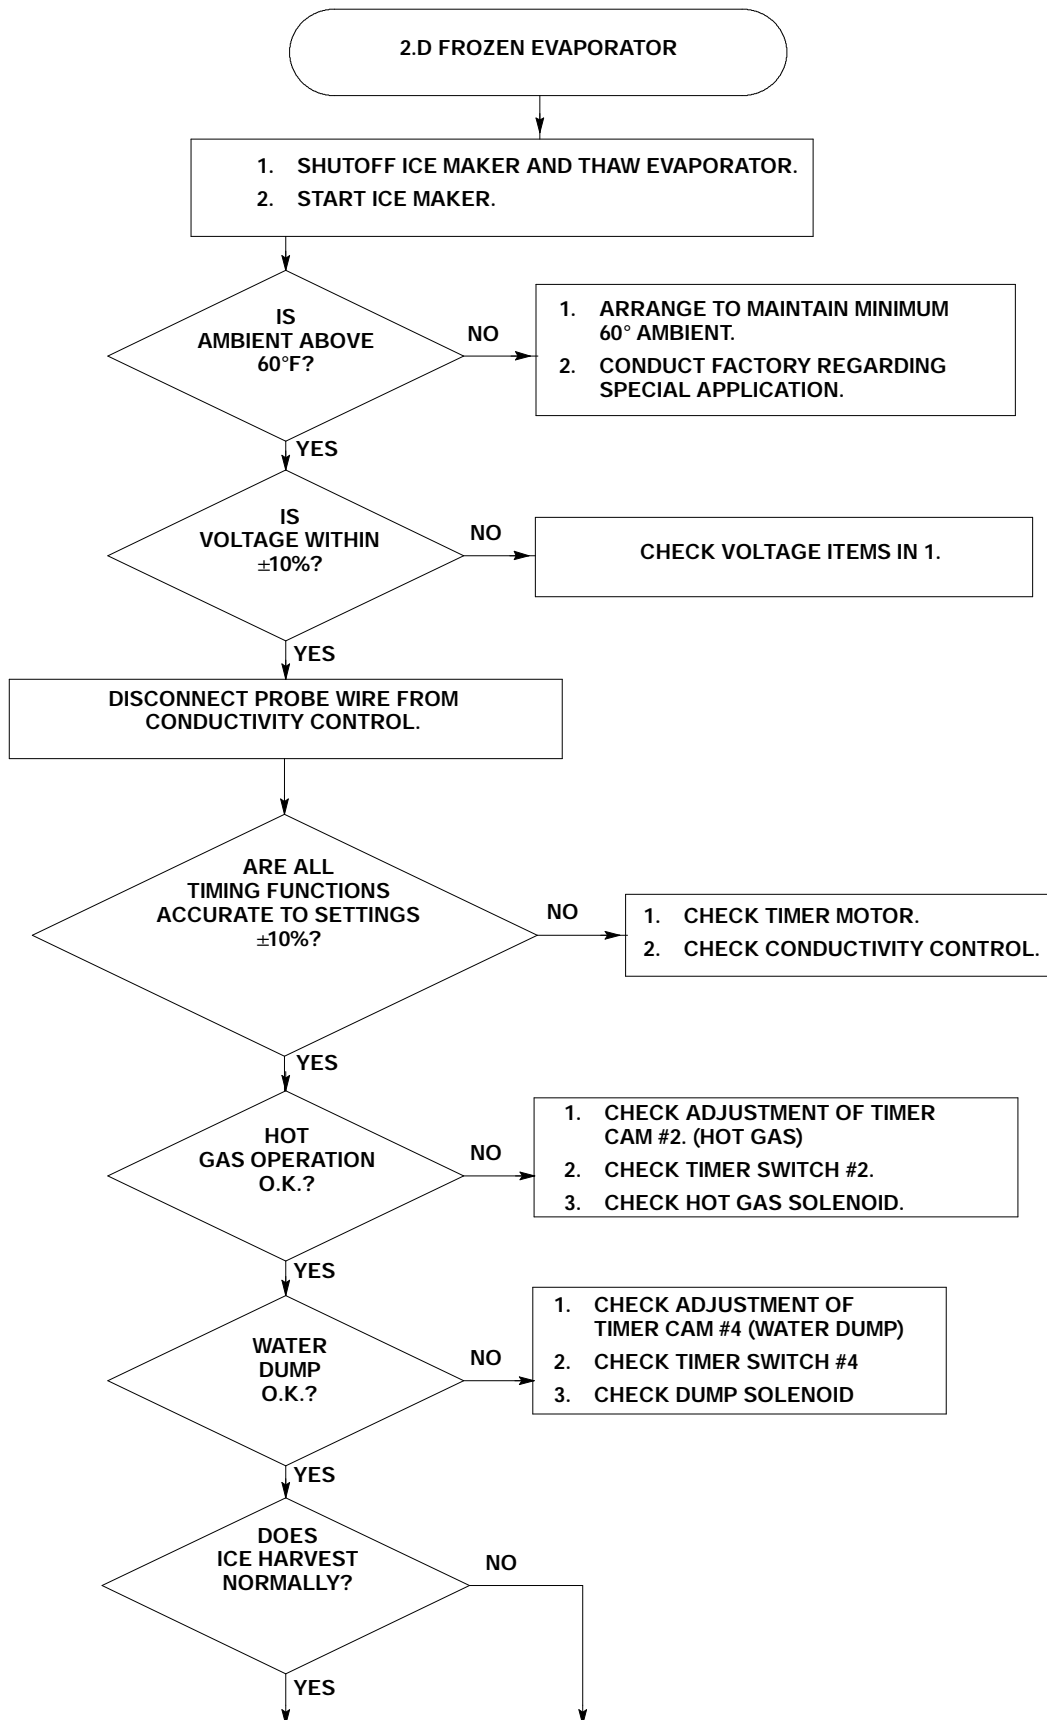 2.D FROZEN EVAPORATOR
1. SHUTOFF ICE MAKER AND THAW EVAPORATOR.
2. START ICE MAKER.
IS
AMBIENT ABOVE
60°F?
NO
1. ARRANGE TO MAINTAIN MINIMUM
60° AMBIENT.
2. CONDUCT FACTORY REGARDING
SPECIAL APPLICATION.
YES
IS
VOLTAGE WITHIN
±10%?
NO
CHECK VOLTAGE ITEMS IN 1.
YES
DISCONNECT PROBE WIRE FROM
CONDUCTIVITY CONTROL.
ARE ALL
TIMING FUNCTIONS
ACCURATE TO SETTINGS
±10%?
NO
1. CHECK TIMER MOTOR.
2. CHECK CONDUCTIVITY CONTROL.
YES
HOT
GAS OPERATION
O.K.?
NO
1. CHECK ADJUSTMENT OF TIMER
CAM #2. (HOT GAS)
2. CHECK TIMER SWITCH #2.
3. CHECK HOT GAS SOLENOID.
YES
WATER
DUMP
O.K.?
NO
1. CHECK ADJUSTMENT OF
TIMER CAM #4 (WATER DUMP)
2. CHECK TIMER SWITCH #4
3. CHECK DUMP SOLENOID
YES
DOES
ICE HARVEST
NORMALLY?
NO
YES